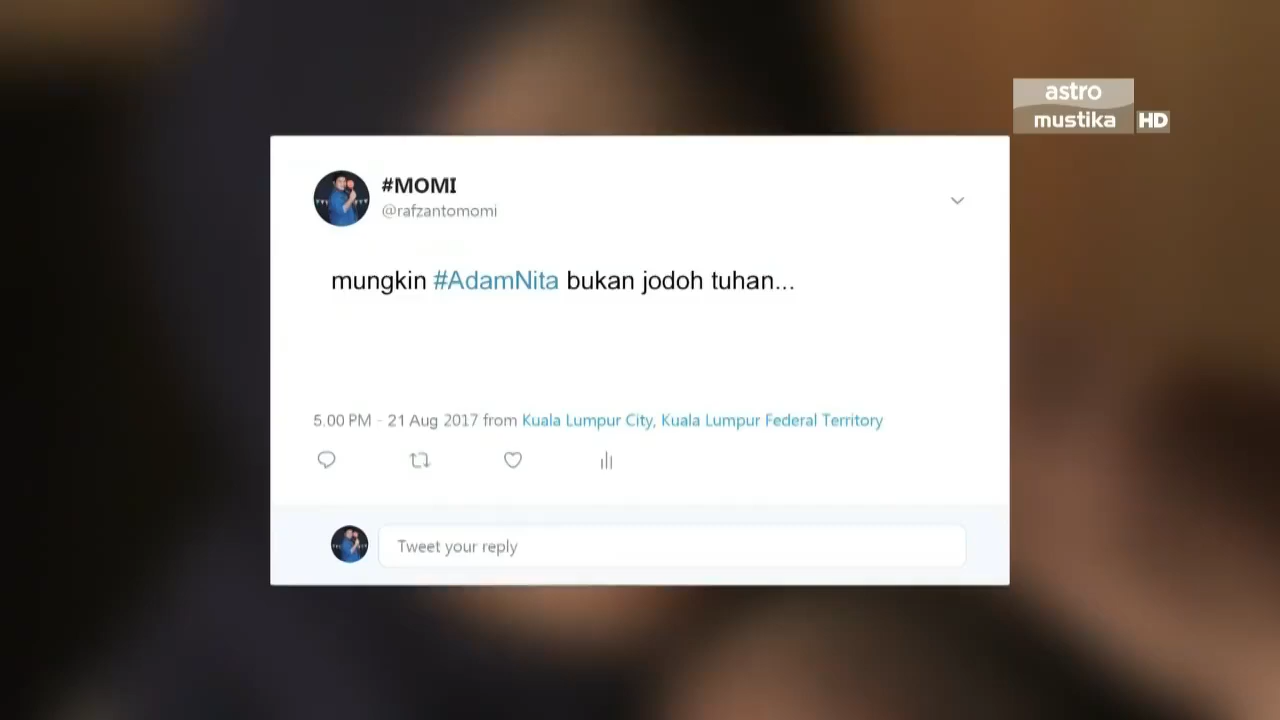 astro
mustika HD
#MOMI
@rafzantomomi
mungkin #AdamNita bukan jodoh tuhan...
5.00 PM - 21 Aug 2017 from Kuala Lumpur City, Kuala Lumpur Federal Territory
Tweet your reply